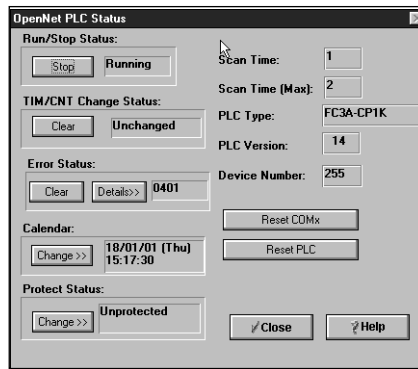 OpenNet PLC Status
Run/Stop Status:
Stop
Running
TIM/CNT Change Status:
Clear
Unchanged
Error Status:
Clear
Details>>
0401
Calendar:
Change >>
18/01/01 (Thu)
15:17:30
Protect Status:
Change >>
Unprotected
Scan Time:
1
Scan Time (Max):
2
PLC Type:
FC3A-CP1K
PLC Version:
14
Device Number:
255
Reset COMx
Reset PLC
Close
Help